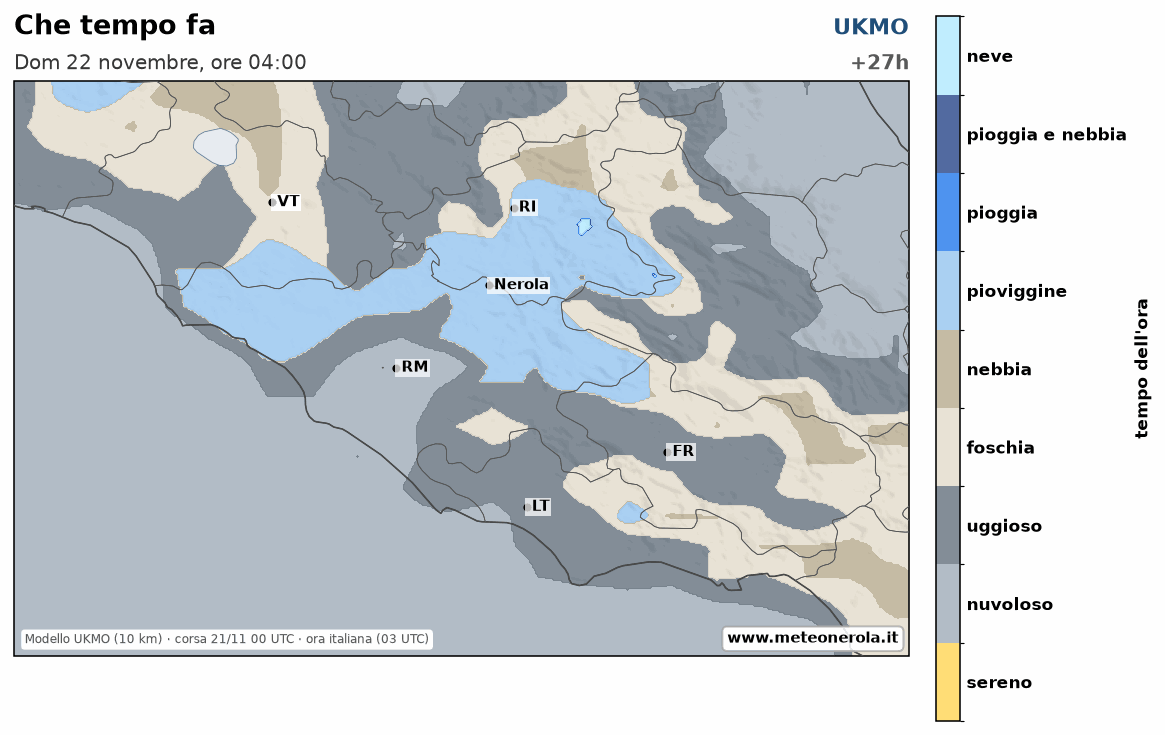 Che tempo fa
UKMO
Dom 22 novembre, ore 04:00
+27h
neve
pioggia e nebbia
pioggia
pioviggine
nebbia
foschia
uggioso
nuvoloso
sereno
tempo dell'ora
VT
RI
Nerola
RM
FR
LT
Modello UKMO (10 km) · corsa 21/11 00 UTC · ora italiana (03 UTC)
www.meteonerola.it